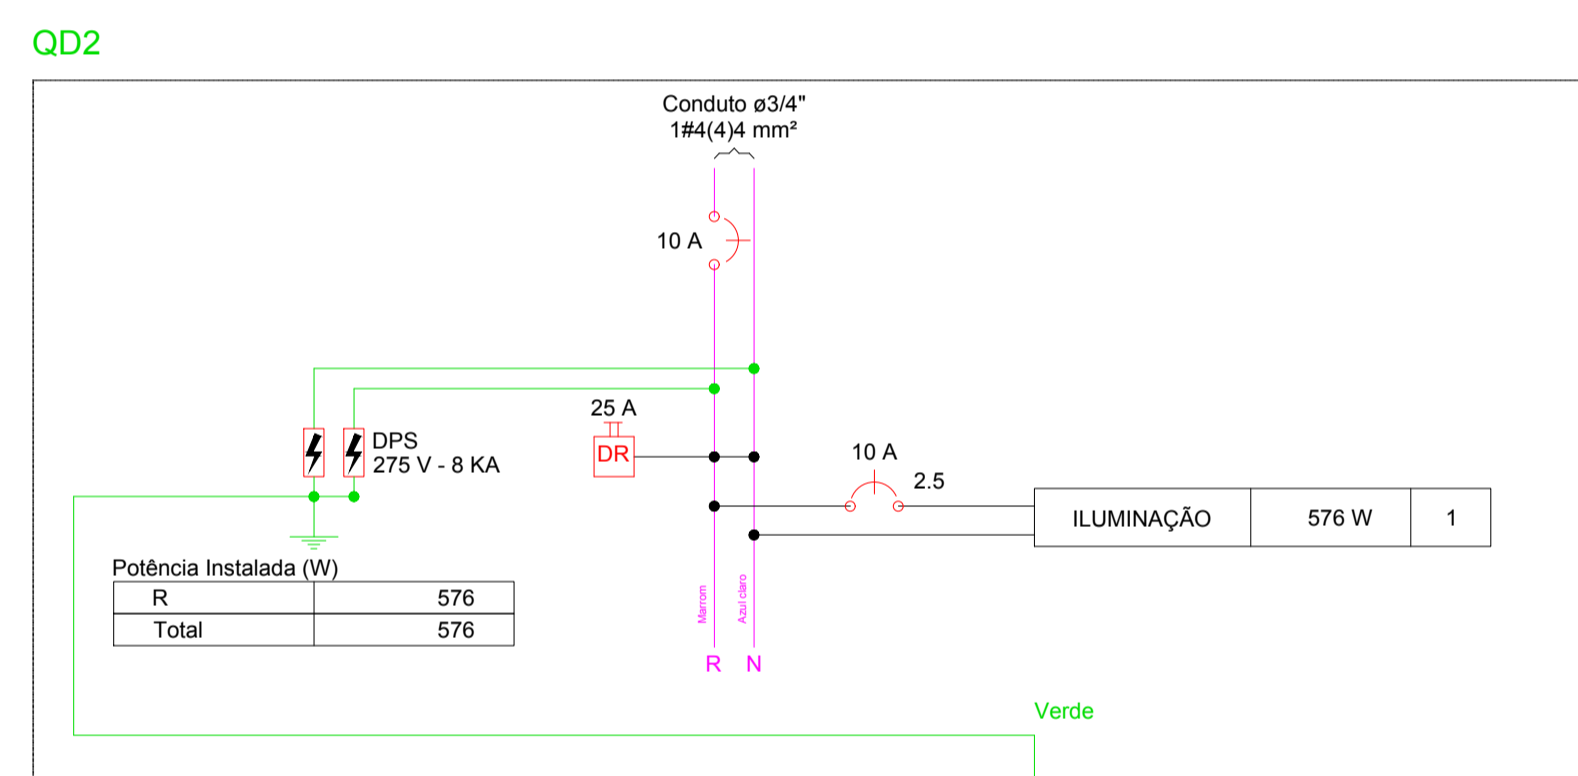 QD2
Conduto ø3/4"
1#4(4)4 mm²
10 A
25 A
DR
DPS
275 V - 8 KA
10 A
2.5
ILUMINAÇÃO 576 W 1
Potência Instalada (W)
R 576
Total 576
Marrom
Azul claro
R N
Verde